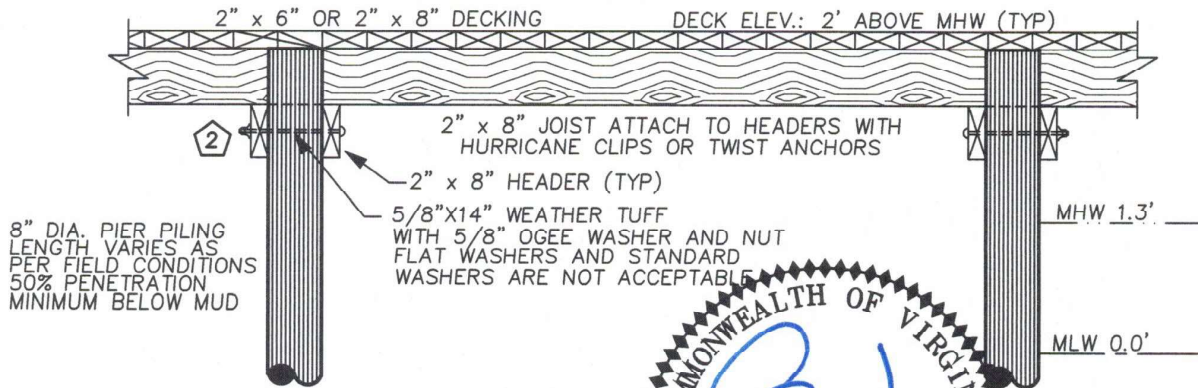 2" x 6" OR 2" x 8" DECKING
DECK ELEV.: 2' ABOVE MHW (TYP)
2
2" x 8" JOIST ATTACH TO HEADERS WITH
HURRICANE CLIPS OR TWIST ANCHORS
2" x 8" HEADER (TYP)
5/8"X14" WEATHER TUFF
WITH 5/8" OGEE WASHER AND NUT
FLAT WASHERS AND STANDARD
WASHERS ARE NOT ACCEPTABLE
8" DIA. PIER PILING
LENGTH VARIES AS
PER FIELD CONDITIONS
50% PENETRATION
MINIMUM BELOW MUD
MHW 1.3'
MLW 0.0'
MMONWEALTH OF VIRGIN